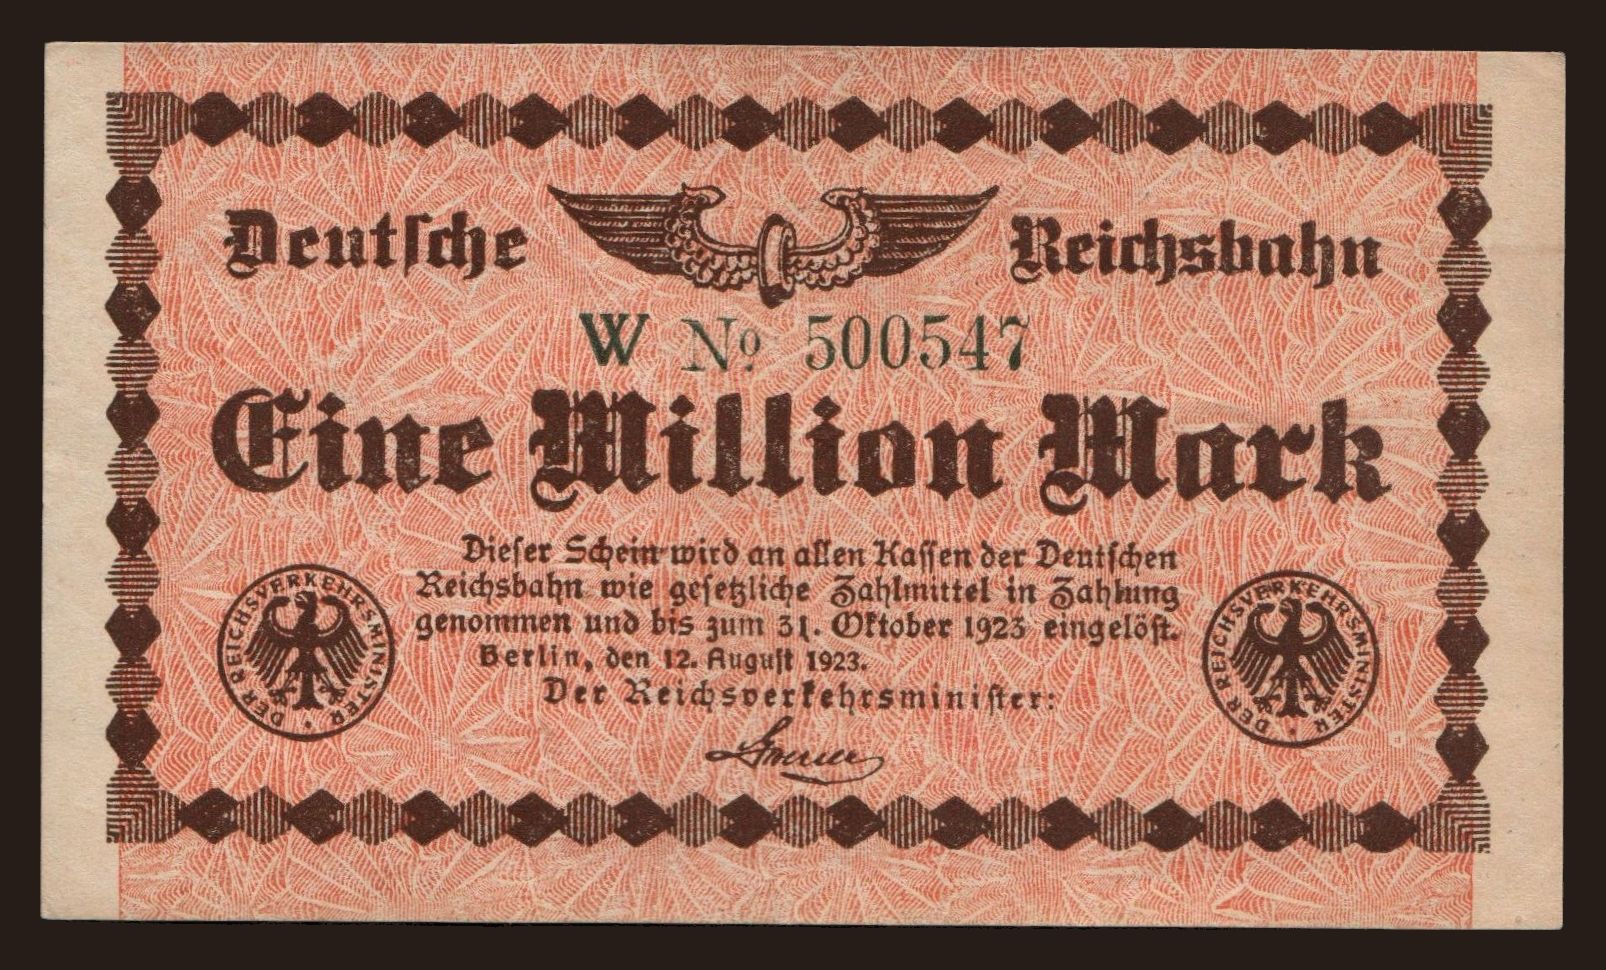 Deutſche Reichsbahn
W No. 500547
Eine Million Mark
Dieſer Schein wird an allen Kaſſen der Deutſchen
Reichsbahn wie geſetzliche Zahlmittel in Zahlung
genommen und bis zum 31. Oktober 1923 eingelöſt.
Berlin, den 12. Auguſt 1923.
Der Reichsverkehrsminiſter:
DER REICHSVERKEHRSMINISTER
DER REICHSVERKEHRSMINISTER